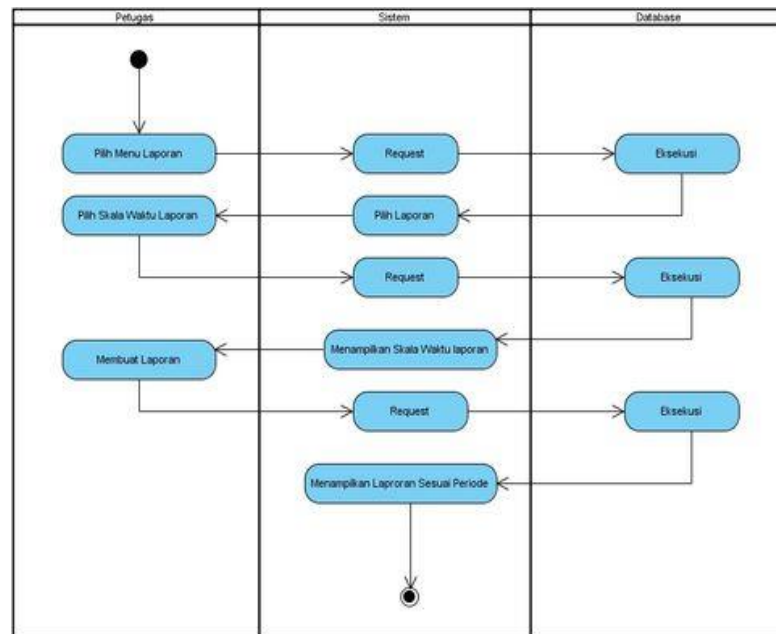 Petugas
Sistem
Database
Pilih Menu Laporan
Request
Eksekusi
Pilih Skala Waktu Laporan
Pilih Laporan
Request
Eksekusi
Menampilkan Skala Waktu laporan
Membuat Laporan
Request
Eksekusi
Menampilkan Laproran Sesuai Periode